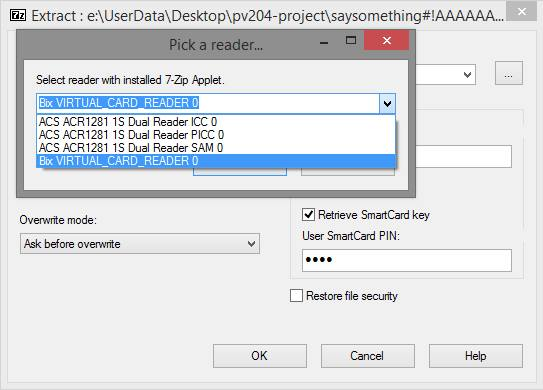 7z Extract : e:\UserData\Desktop\pv204-project\saysomething#!AAAAAA...
Pick a reader...
Select reader with installed 7-Zip Applet.
Bix VIRTUAL_CARD_READER 0
ACS ACR1281 1S Dual Reader ICC 0
ACS ACR1281 1S Dual Reader PICC 0
ACS ACR1281 1S Dual Reader SAM 0
Bix VIRTUAL_CARD_READER 0
...
Overwrite mode:
Ask before overwrite
Retrieve SmartCard key
User SmartCard PIN:
••••
Restore file security
OK
Cancel
Help